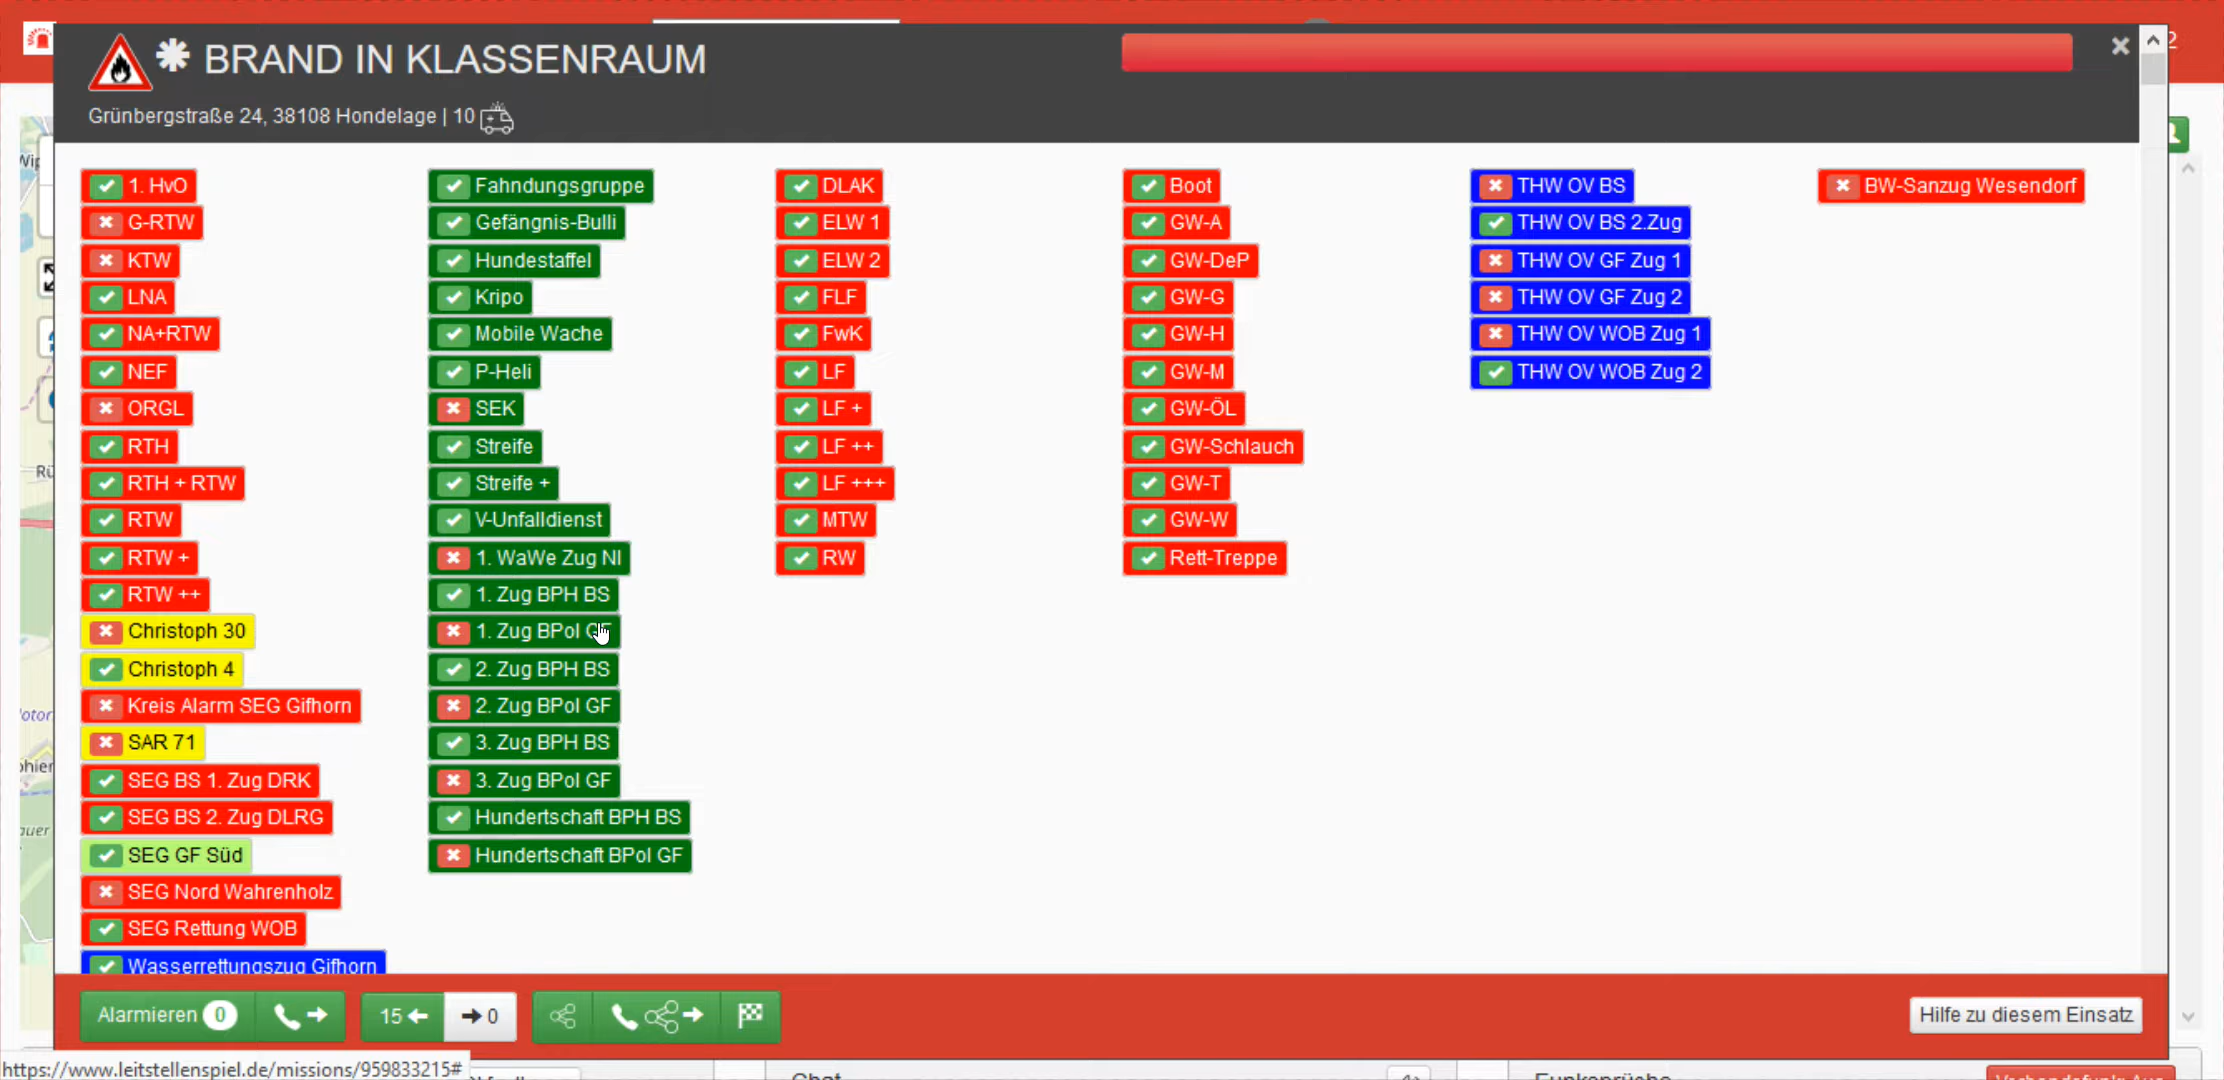 BRAND IN KLASSENRAUM
Grünbergstraße 24, 38108 Hondelage | 10
1. HvO
G-RTW
KTW
LNA
NA+RTW
NEF
ORGL
RTH
RTH + RTW
RTW
RTW +
RTW ++
Christoph 30
Christoph 4
Kreis Alarm SEG Gifhorn
SAR 71
SEG BS 1. Zug DRK
SEG BS 2. Zug DLRG
SEG GF Süd
SEG Nord Wahrenholz
SEG Rettung WOB
Wasserrettungszug Gifhorn
Fahndungsgruppe
Gefängnis-Bulli
Hundestaffel
Kripo
Mobile Wache
P-Heli
SEK
Streife
Streife +
V-Unfalldienst
1. WaWe Zug NI
1. Zug BPH BS
1. Zug BPol GF
2. Zug BPH BS
2. Zug BPol GF
3. Zug BPH BS
3. Zug BPol GF
Hundertschaft BPH BS
Hundertschaft BPol GF
DLAK
ELW 1
ELW 2
FLF
FwK
LF
LF +
LF ++
LF +++
MTW
RW
Boot
GW-A
GW-DeP
GW-G
GW-H
GW-M
GW-ÖL
GW-Schlauch
GW-T
GW-W
Rett-Treppe
THW OV BS
THW OV BS 2.Zug
THW OV GF Zug 1
THW OV GF Zug 2
THW OV WOB Zug 1
THW OV WOB Zug 2
BW-Sanzug Wesendorf
Alarmieren 0
15
0
Hilfe zu diesem Einsatz
https://www.leitstellenspiel.de/missions/959833215#
Chat
Funksprüche